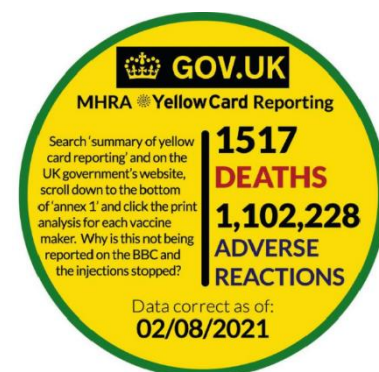 GOV.UK
MHRA YellowCard Reporting
Search 'summary of yellow
card reporting' and on the
UK government's website,
scroll down to the bottom
of 'annex 1' and click the print
analysis for each vaccine
maker. Why is this not being
reported on the BBC and
the injections stopped?
1517
DEATHS
1,102,228
ADVERSE
REACTIONS
Data correct as of:
02/08/2021